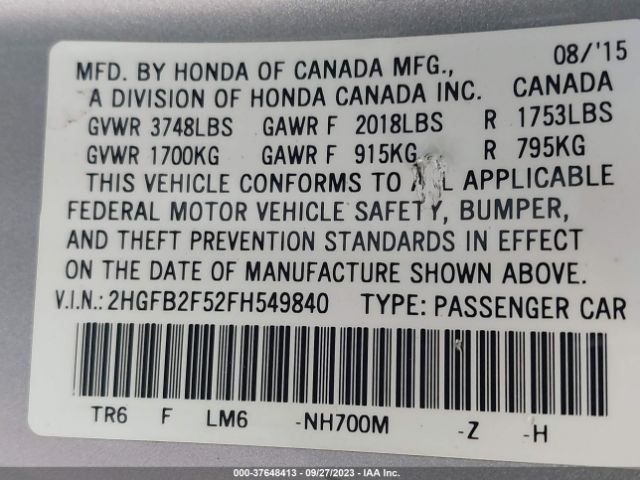 08/'15
MFD. BY HONDA OF CANADA MFG.,
A DIVISION OF HONDA CANADA INC. CANADA
GVWR 3748LBS GAWR F 2018LBS R 1753LBS
GVWR 1700KG GAWR F 915KG R 795KG
THIS VEHICLE CONFORMS TO ALL APPLICABLE
FEDERAL MOTOR VEHICLE SAFETY, BUMPER,
AND THEFT PREVENTION STANDARDS IN EFFECT
ON THE DATE OF MANUFACTURE SHOWN ABOVE.
V.I.N.: 2HGFB2F52FH549840 TYPE: PASSENGER CAR
TR6 F LM6 -NH700M -Z -H
000-37648413 - 09/27/2023 - IAA Inc.